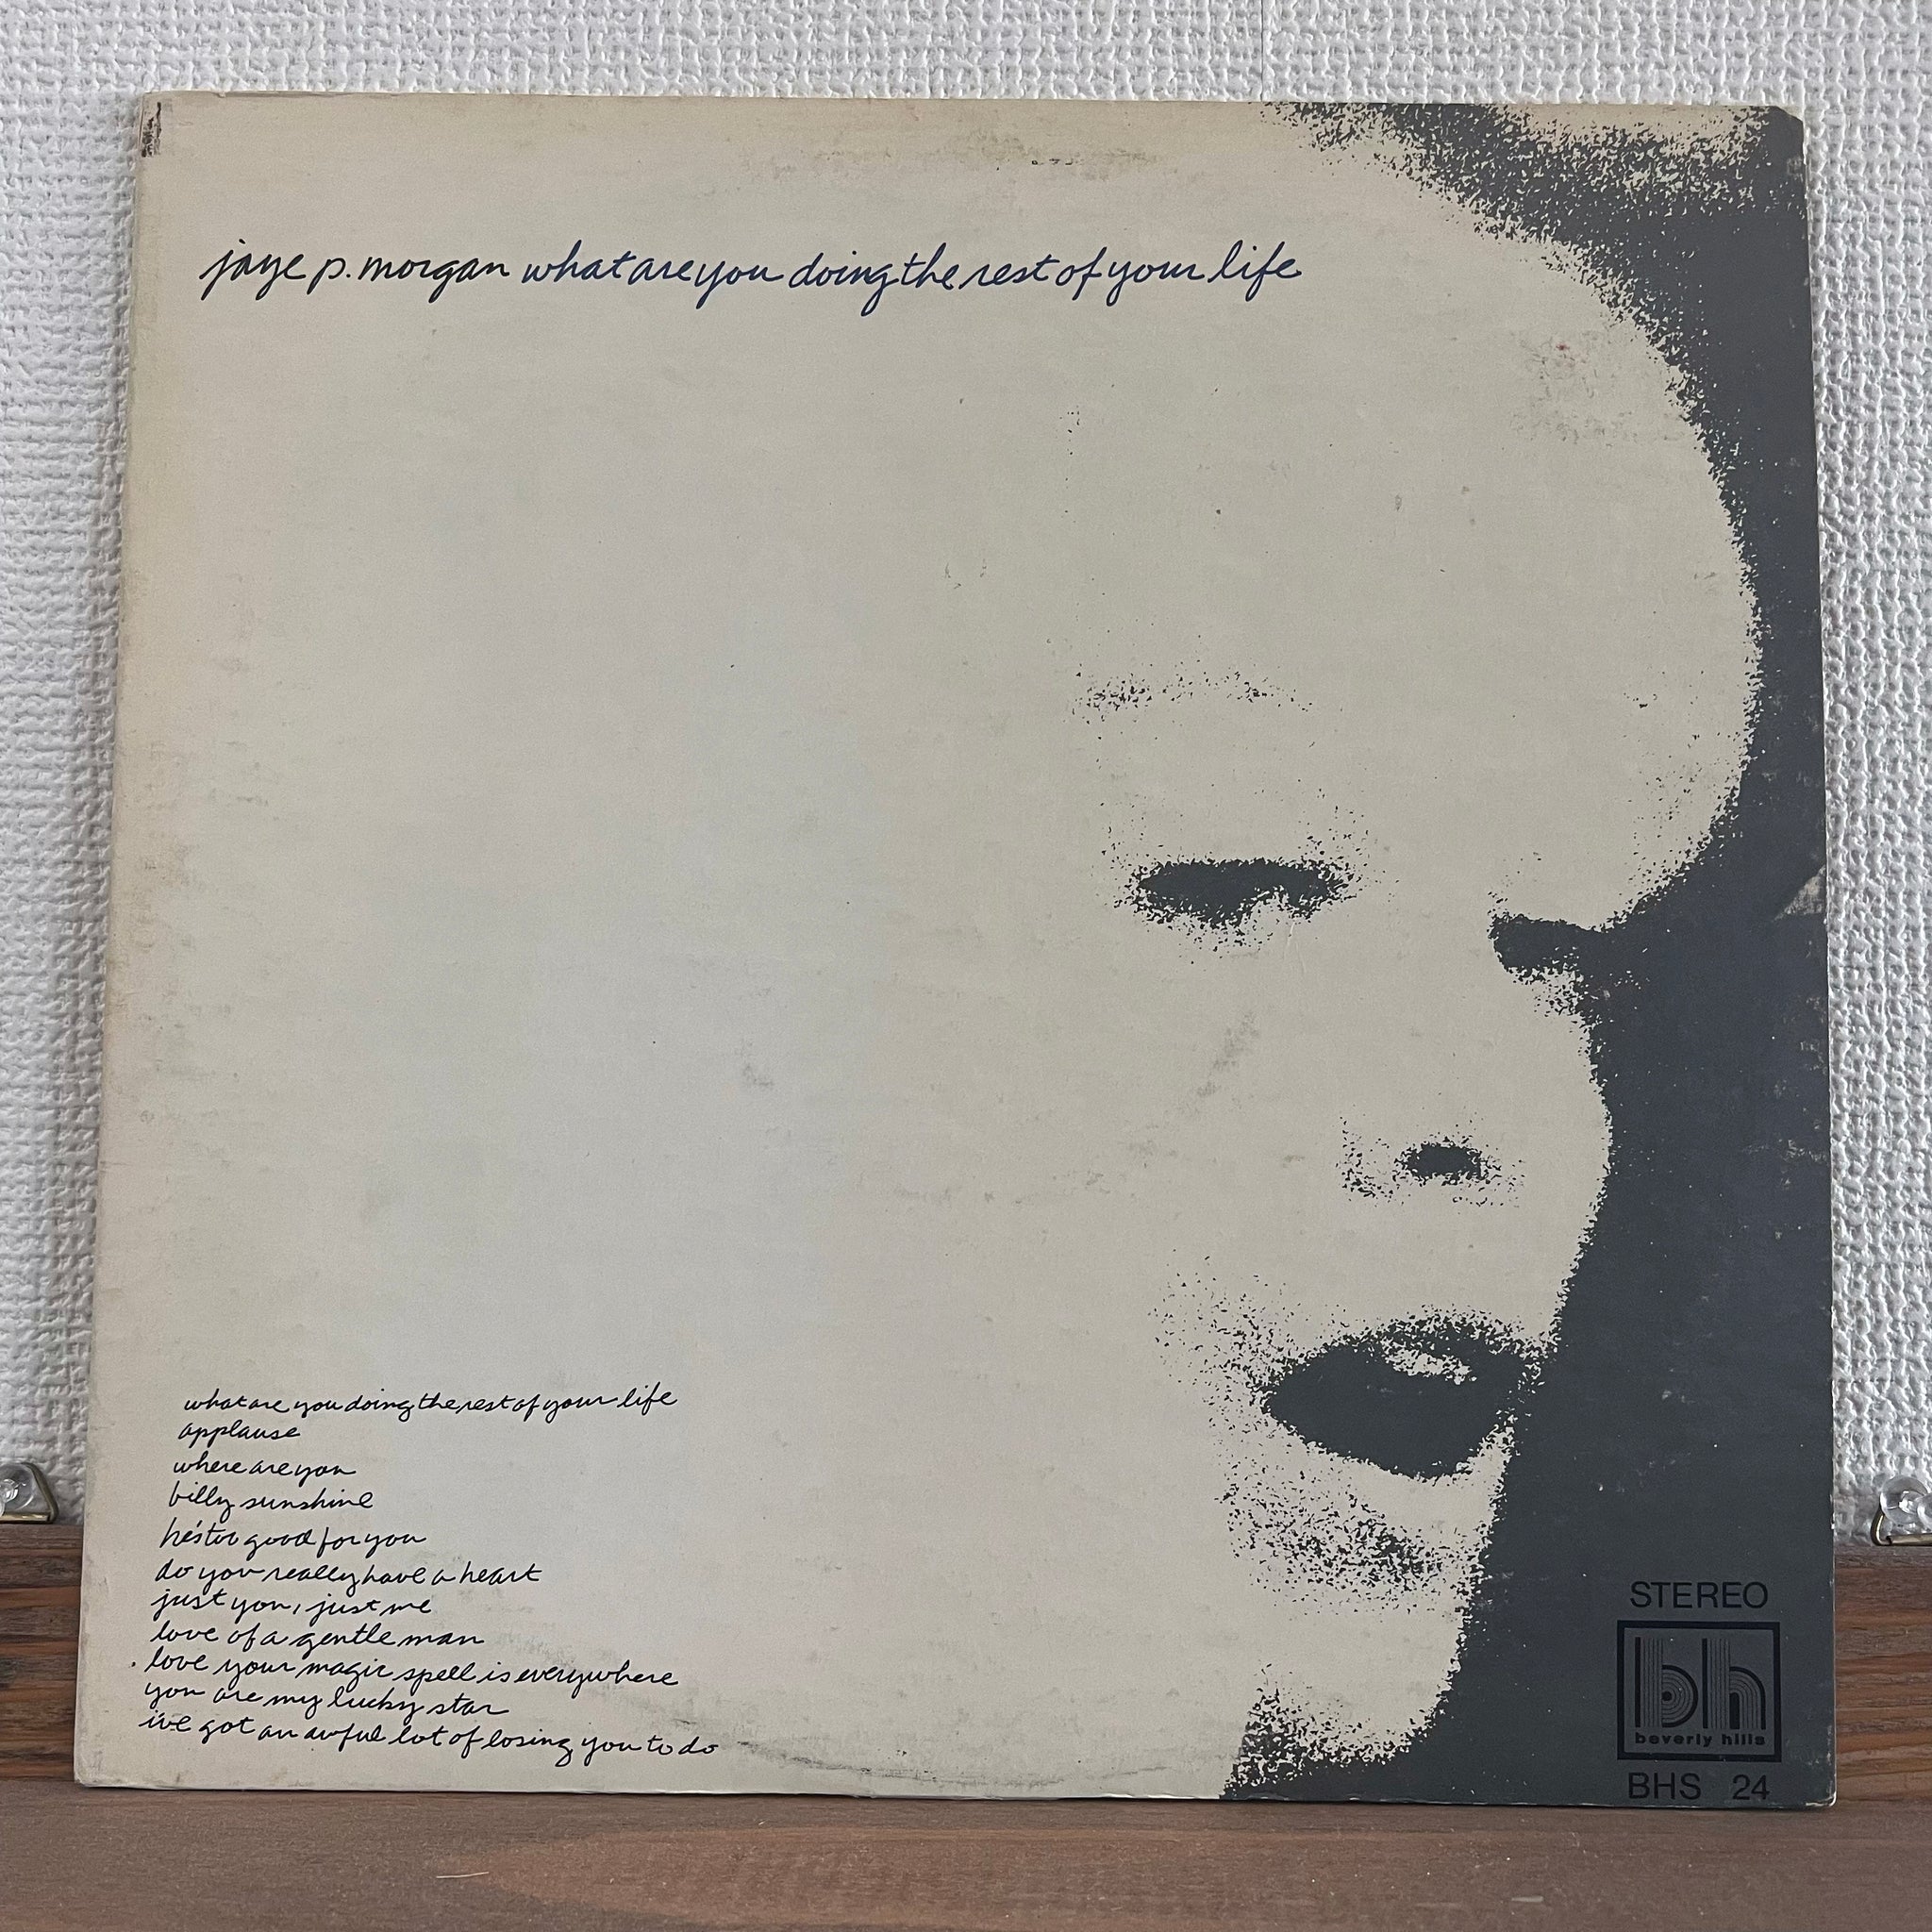 jaye p. morgan what are you doing the rest of your life
what are you doing the rest of your life
applause
where are you
billy sunshine
he's too good for you
do you really have a heart
just you, just me
love of a gentle man
love your magic spell is everywhere
you are my lucky star
i've got an awful lot of losing you to do
STEREO
bh
beverly hills
BHS 24